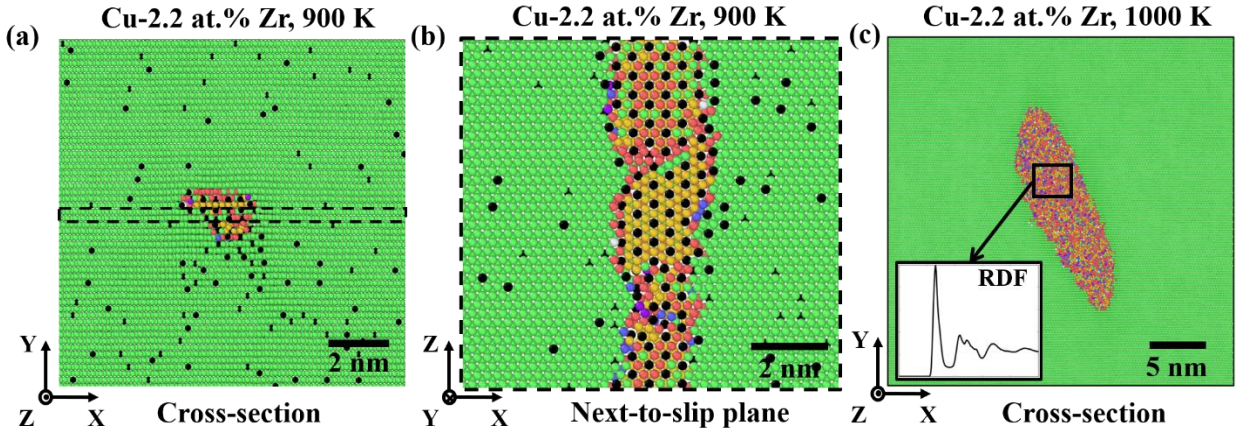 Cu-2.2 at.% Zr, 900 K
(a)
2 nm
Y
Z
X
Cross-section
Cu-2.2 at.% Zr, 900 K
(b)
2 nm
Z
Y
X
Next-to-slip plane
Cu-2.2 at.% Zr, 1000 K
(c)
RDF
5 nm
Y
Z
X
Cross-section